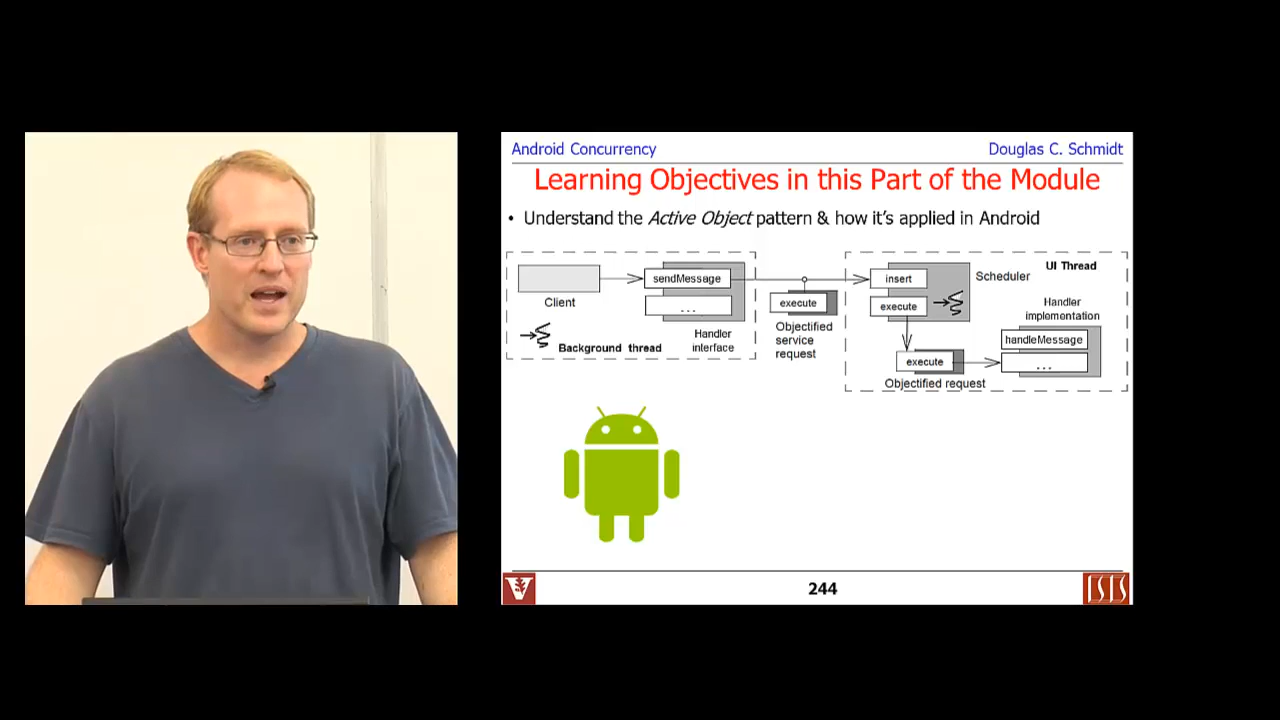 Android Concurrency
Douglas C. Schmidt
Learning Objectives in this Part of the Module
• Understand the Active Object pattern & how it's applied in Android
Client
Background thread
sendMessage
...
Handler
interface
execute
Objectified
service
request
insert
execute
Scheduler
UI Thread
Handler
implementation
handleMessage
...
execute
Objectified request
V
244
ISIS